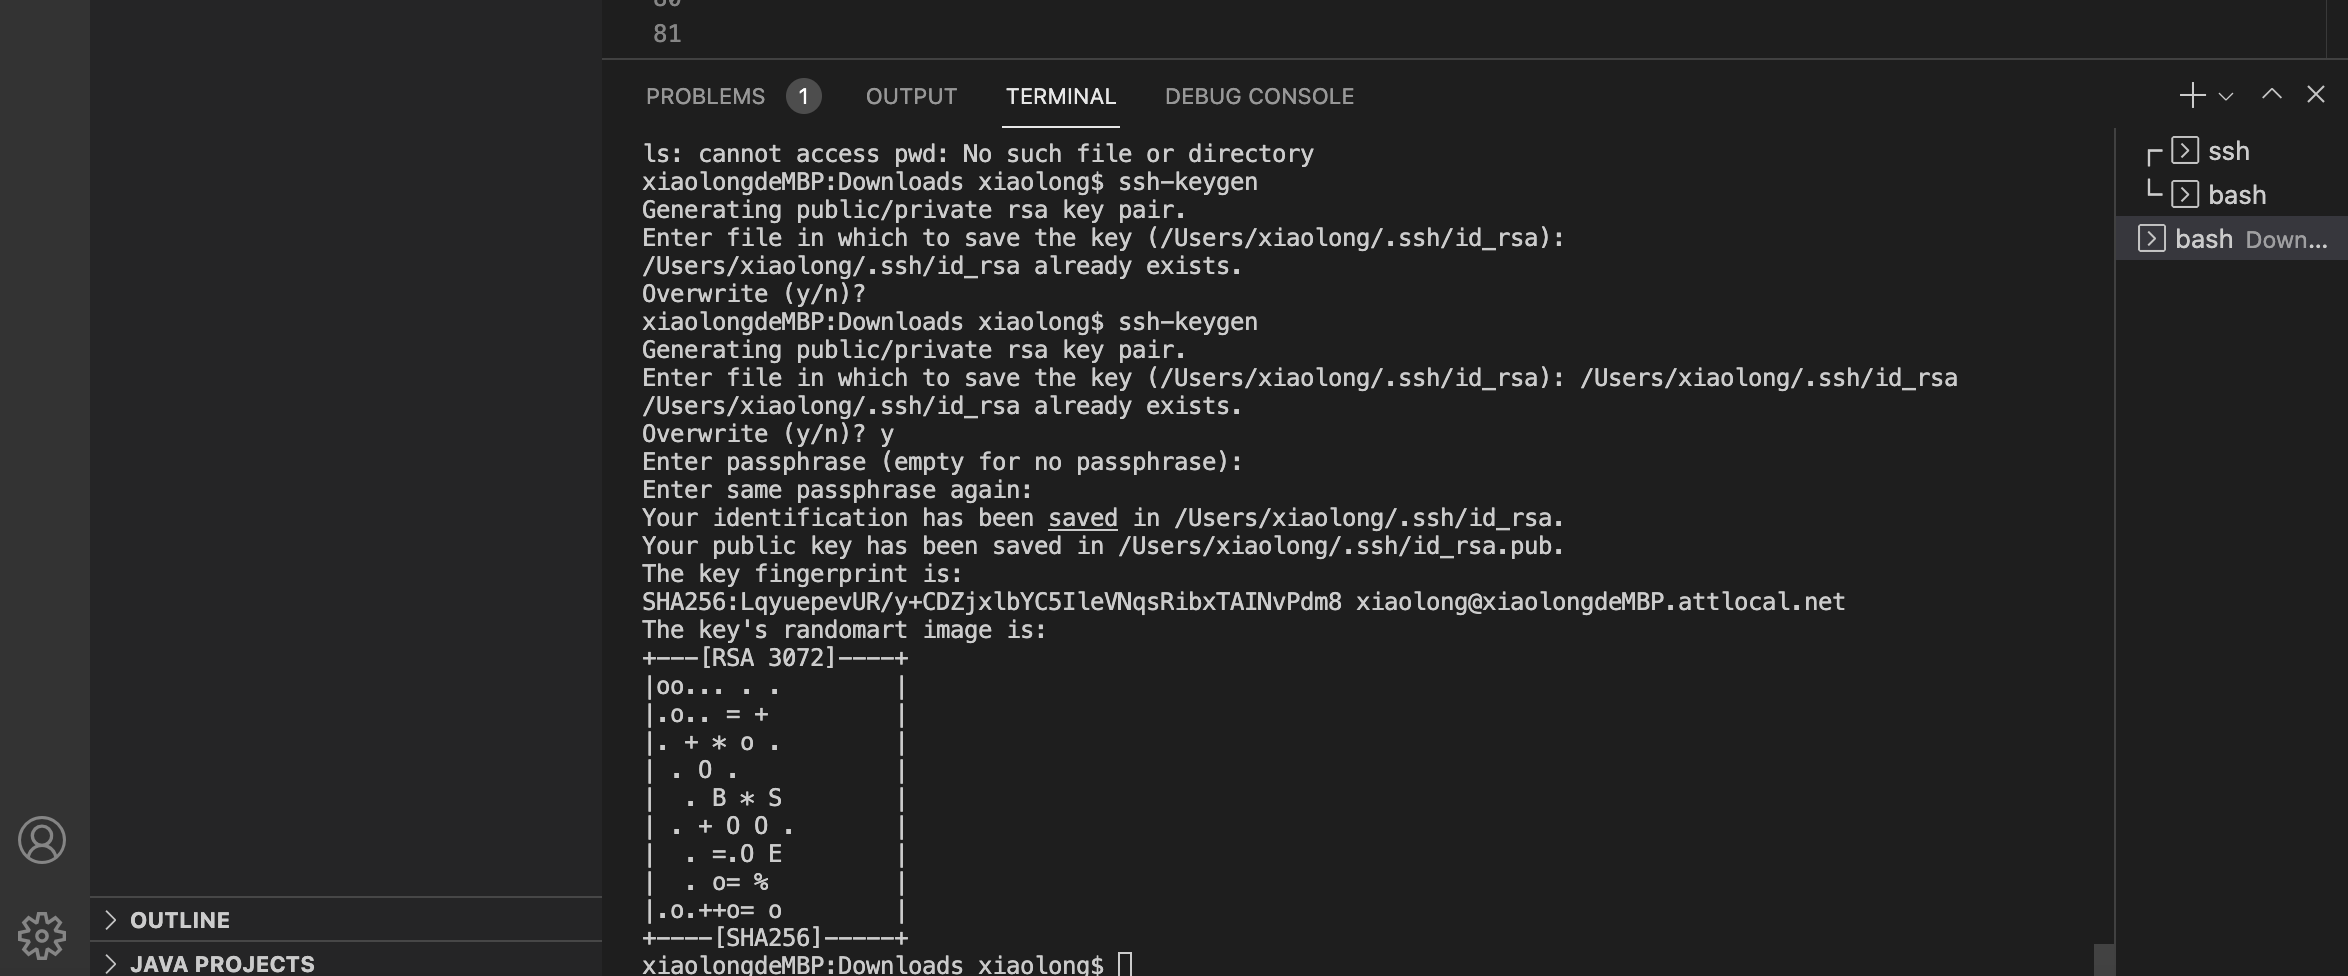 81
PROBLEMS 1 OUTPUT TERMINAL DEBUG CONSOLE
ls: cannot access pwd: No such file or directory
xiaolongdeMBP:Downloads xiaolong$ ssh-keygen
Generating public/private rsa key pair.
Enter file in which to save the key (/Users/xiaolong/.ssh/id_rsa):
/Users/xiaolong/.ssh/id_rsa already exists.
Overwrite (y/n)?
xiaolongdeMBP:Downloads xiaolong$ ssh-keygen
Generating public/private rsa key pair.
Enter file in which to save the key (/Users/xiaolong/.ssh/id_rsa): /Users/xiaolong/.ssh/id_rsa
/Users/xiaolong/.ssh/id_rsa already exists.
Overwrite (y/n)? y
Enter passphrase (empty for no passphrase):
Enter same passphrase again:
Your identification has been saved in /Users/xiaolong/.ssh/id_rsa.
Your public key has been saved in /Users/xiaolong/.ssh/id_rsa.pub.
The key fingerprint is:
SHA256:LqyuepevUR/y+CDZjxlbYC5IleVNqsRibxTAINvPdm8 xiaolong@xiaolongdeMBP.attlocal.net
The key's randomart image is:
+---[RSA 3072]----+
|oo... . .        |
|.o.. = +         |
|. + * o .        |
| . O .           |
|  . B * S        |
| . + O O .       |
|  . =.O E        |
|  . o= %         |
|.o.++o= o        |
+----[SHA256]-----+
xiaolongdeMBP:Downloads xiaolong$
ssh
bash
bash Down...
OUTLINE
JAVA PROJECTS